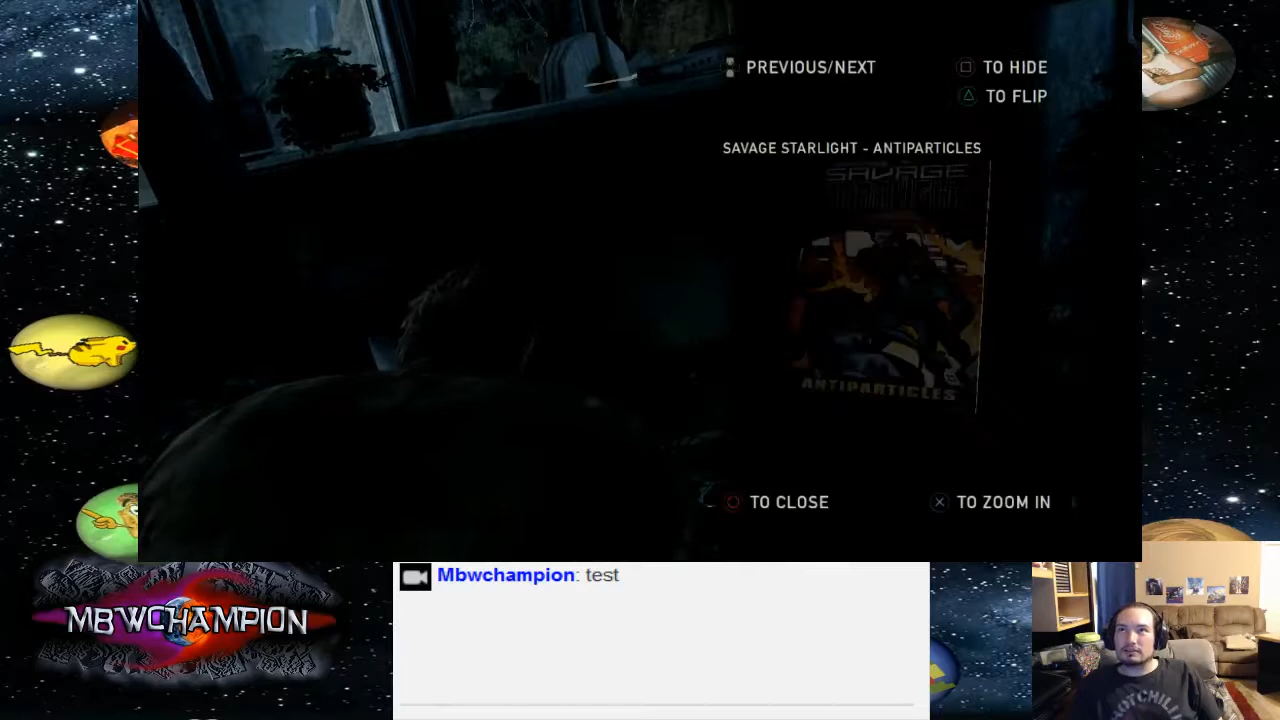 PREVIOUS/NEXT
TO HIDE
TO FLIP
SAVAGE STARLIGHT - ANTIPARTICLES
SAVAGE
ANTIPARTICLES
TO CLOSE
TO ZOOM IN
Mbwchampion: test
MBWCHAMPION